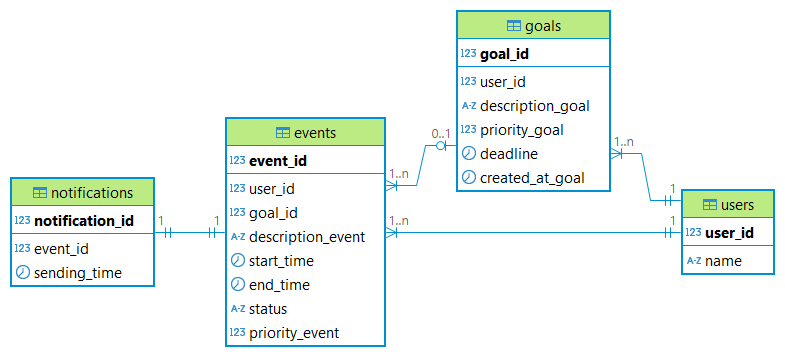 goals
123 goal_id
123 user_id
A-Z description_goal
123 priority_goal
deadline
created_at_goal
0..1
1..n
events
123 event_id
123 user_id
123 goal_id
A-Z description_event
start_time
end_time
A-Z status
123 priority_event
1..n
1..n
notifications
123 notification_id
123 event_id
sending_time
1
1
1
1
users
123 user_id
A-Z name